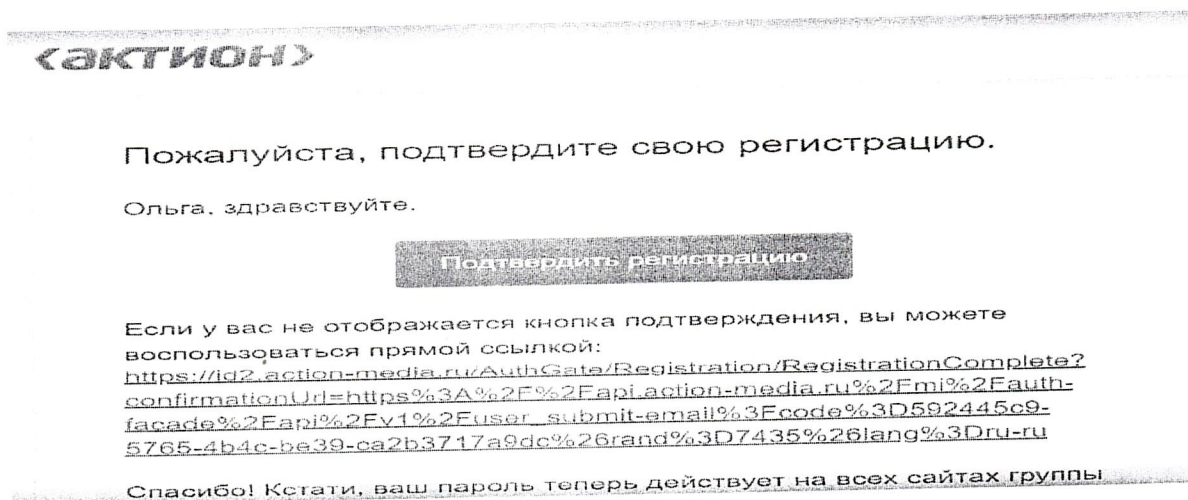 <актион>
Пожалуйста, подтвердите свою регистрацию.
Ольга, здравствуйте.
Подтвердить регистрацию
Если у вас не отображается кнопка подтверждения, вы можете
воспользоваться прямой ссылкой:
https://id2.action-media.ru/AuthGate/Registration/RegistrationComplete?
confirmationUrl=https%3A%2F%2Fapi.action-media.ru%2Fmi%2Fauth-
facade%2Fapi%2Fv1%2Fuser_submit-email%3Fcode%3D592445c9-
5765-4b4c-be39-ca2b3717a9dc%26rand%3D7435%26lang%3Dru-ru
Спасибо! Кстати, ваш пароль теперь действует на всех сайтах группы